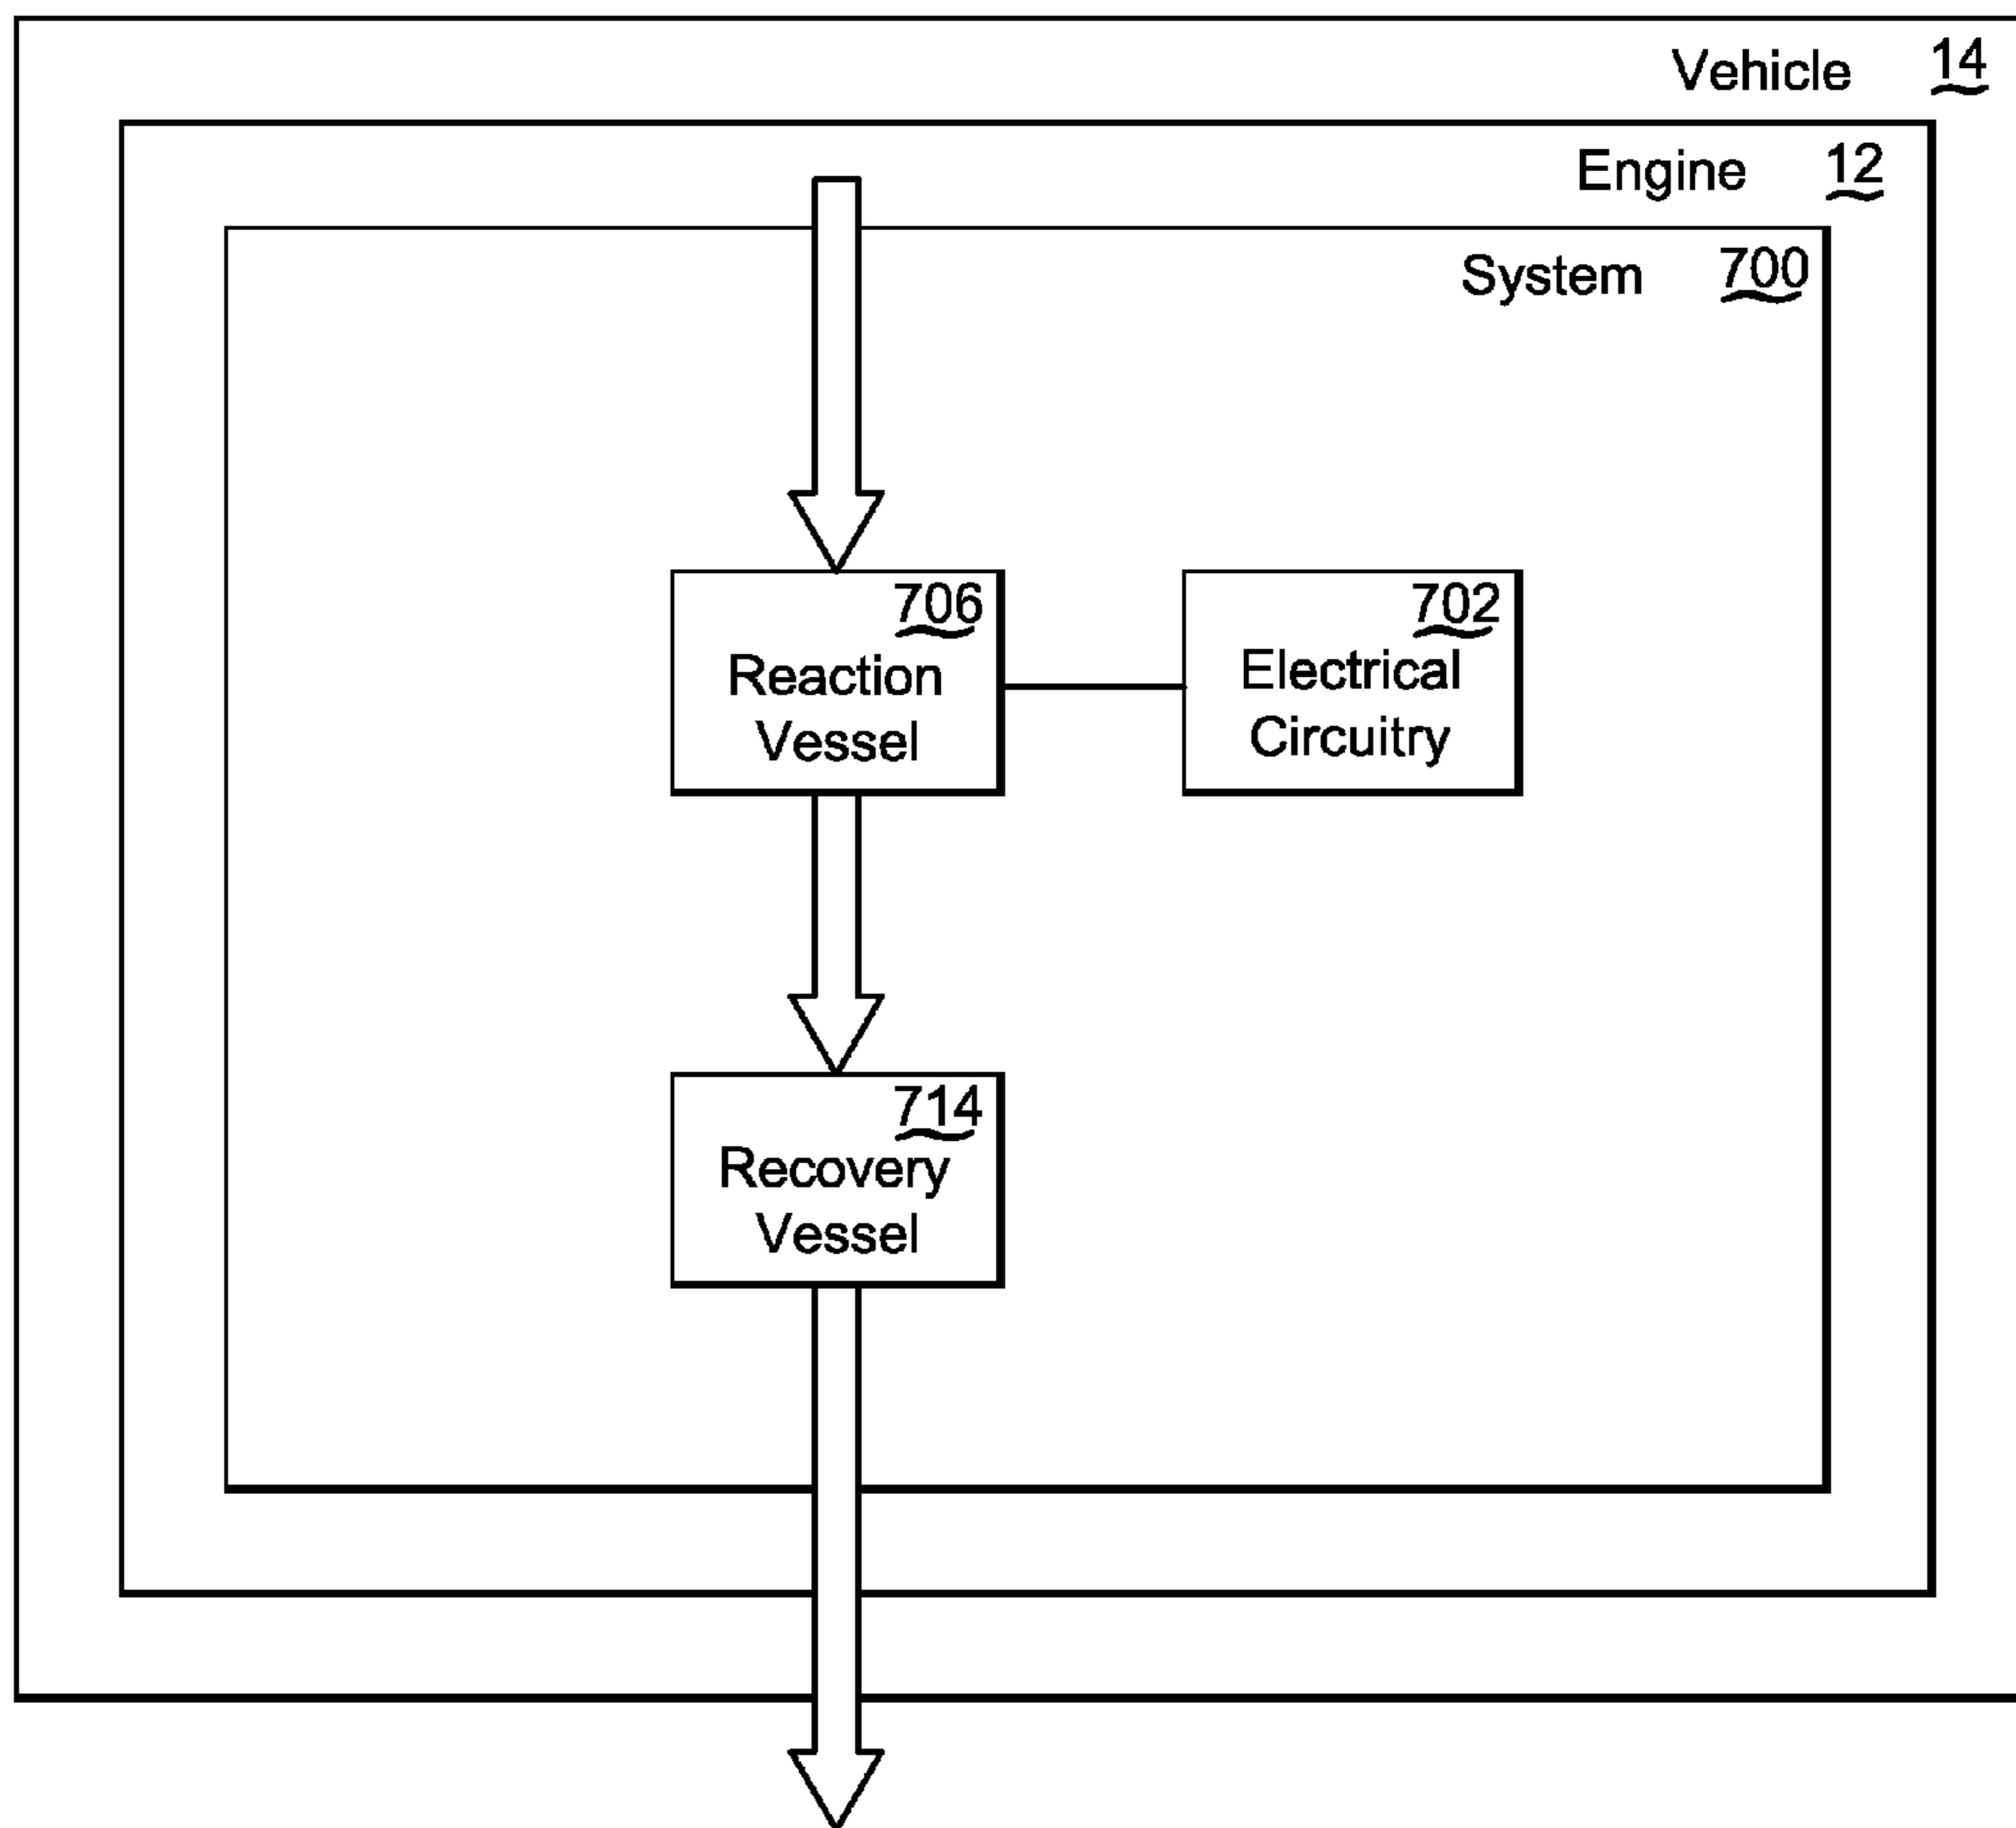 Vehicle 14
Engine 12
System 700
706
Reaction
Vessel
702
Electrical
Circuitry
714
Recovery
Vessel